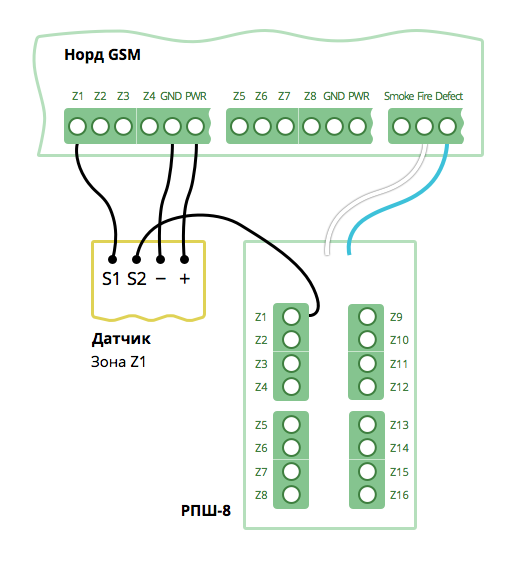 Норд GSM
Z1 Z2 Z3 Z4 GND PWR Z5 Z6 Z7 Z8 GND PWR Smoke Fire Defect
S1 S2 − +
Датчик
Зона Z1
Z1 Z9
Z2 Z10
Z3 Z11
Z4 Z12
Z5 Z13
Z6 Z14
Z7 Z15
Z8 Z16
РПШ-8